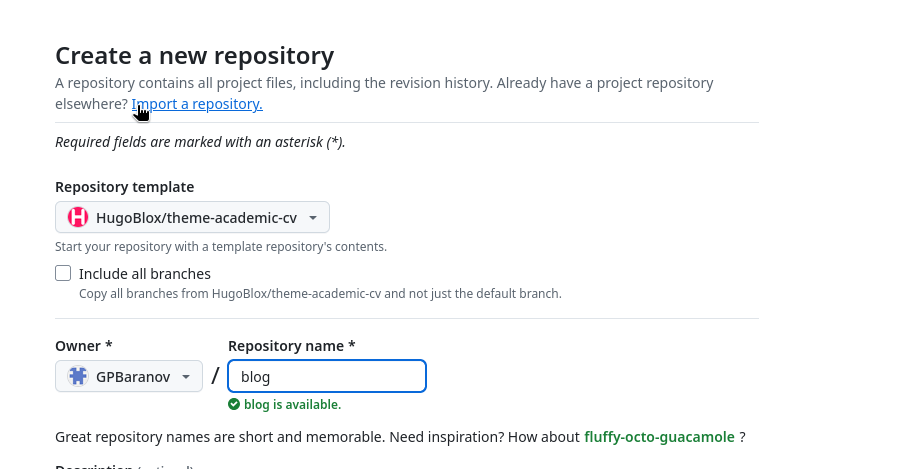 Create a new repository
A repository contains all project files, including the revision history. Already have a project repository
elsewhere? Import a repository.
Required fields are marked with an asterisk (*).
Repository template
HugoBlox/theme-academic-cv
Start your repository with a template repository's contents.
Include all branches
Copy all branches from HugoBlox/theme-academic-cv and not just the default branch.
Owner * Repository name *
GPBaranov / blog
blog is available.
Great repository names are short and memorable. Need inspiration? How about fluffy-octo-guacamole ?
Description (optional)